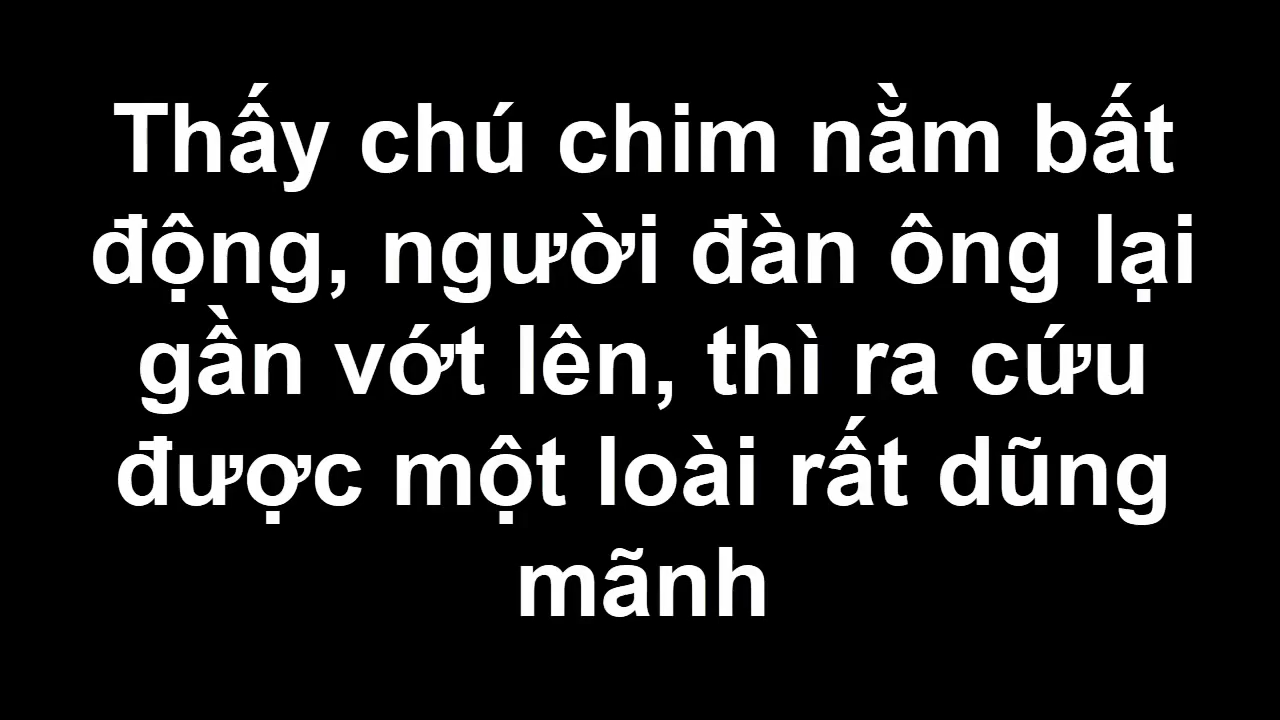 Thấy chú chim nằm bất
động, người đàn ông lại
gần vớt lên, thì ra cứu
được một loài rất dũng
mãnh